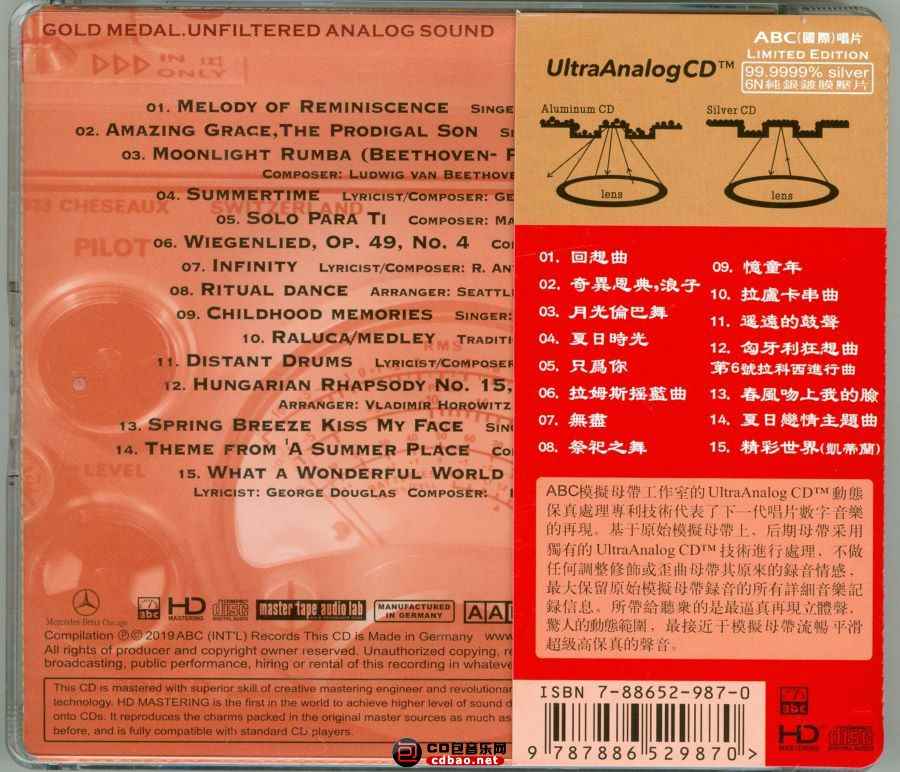 GOLD MEDAL.UNFILTERED ANALOG SOUND
IN
ONLY
01. MELODY OF REMINISCENCE
02. AMAZING GRACE,THE PRODIGAL SON
03. MOONLIGHT RUMBA (BEETHOVEN-
COMPOSER: LUDWIG VAN
04. SUMMERTIME LYRICIST/COMPOSER:
CHESEAUX SWITZERLAND
05. SOLO PARA TI COMPOSER:
PILOT
06. WIEGENLIED, OP. 49, NO. 4
07. INFINITY LYRICIST/COMPOSER: R.
08. RITUAL DANCE ARRANGER:
09. CHILDHOOD MEMORIES
RMS
10. RALUCA/MEDLEY
11. DISTANT DRUMS
12. HUNGARIAN RHAPSODY NO. 15,
ARRANGER: VLADIMIR HOROWITZ
13. SPRING BREEZE KISS MY FACE
14. THEME FROM 'A SUMMER PLACE
LEVEL
15. WHAT A WONDERFUL WORLD
LYRICIST: GEORGE DOUGLAS COMPOSER:
Mercedes-Benz Chicago
abc
HD
MASTERING
COMPACT
disc
DIGITAL AUDIO
master tape audio lab
MANUFACTURED
IN GERMANY
AA
Compilation ℗© 2019 ABC (INT'L) Records This CD is Made in Germany
All rights of producer and copyright owner reserved. Unauthorized copying,
broadcasting, public performance, hiring or rental of this recording in
This CD is mastered with superior skill of creative mastering engineer and
technology. HD MASTERING is the first in the world to achieve higher level of sound
onto CDs. It reproduces the charms packed in the original master sources as much as
before, and is fully compatible with standard CD players.
ABC(國際)唱片
LIMITED EDITION
99.9999% silver
6N純銀鍍膜壓片
UltraAnalogCD™
Aluminum CD
Silver CD
lens
lens
01. 回想曲
02. 奇異恩典,浪子
03. 月光倫巴舞
04. 夏日時光
05. 只爲你
06. 拉姆斯摇藍曲
07. 無盡
08. 祭祀之舞
09. 憶童年
10. 拉盧卡串曲
11. 遥遠的鼓聲
12. 匈牙利狂想曲
第6號拉科西進行曲
13. 春風吻上我的臉
14. 夏日戀情主題曲
15. 精彩世界(凱蒂蘭)
ABC模擬母帶工作室的UltraAnalog CD™動態
保真處理專利技術代表了下一代唱片數字音樂
的再現。基于原始模擬母帶上，后期母帶采用
獨有的UltraAnalog CD™技術進行處理，不做
任何調整修飾或歪曲母帶其原來的録音情感，
最大保留原始模擬母帶録音的所有詳細音樂記
録信息。所帶給聽衆的是最逼真再現立體聲，
驚人的動態範圍，最接近于模擬母帶流暢平滑
超級高保真的聲音。
ISBN 7-88652-987-0
9 787886 529870 >
abc
HD
MASTERING
COMPACT
disc
DIGITAL AUDIO
CD包音乐网
cdbao.net